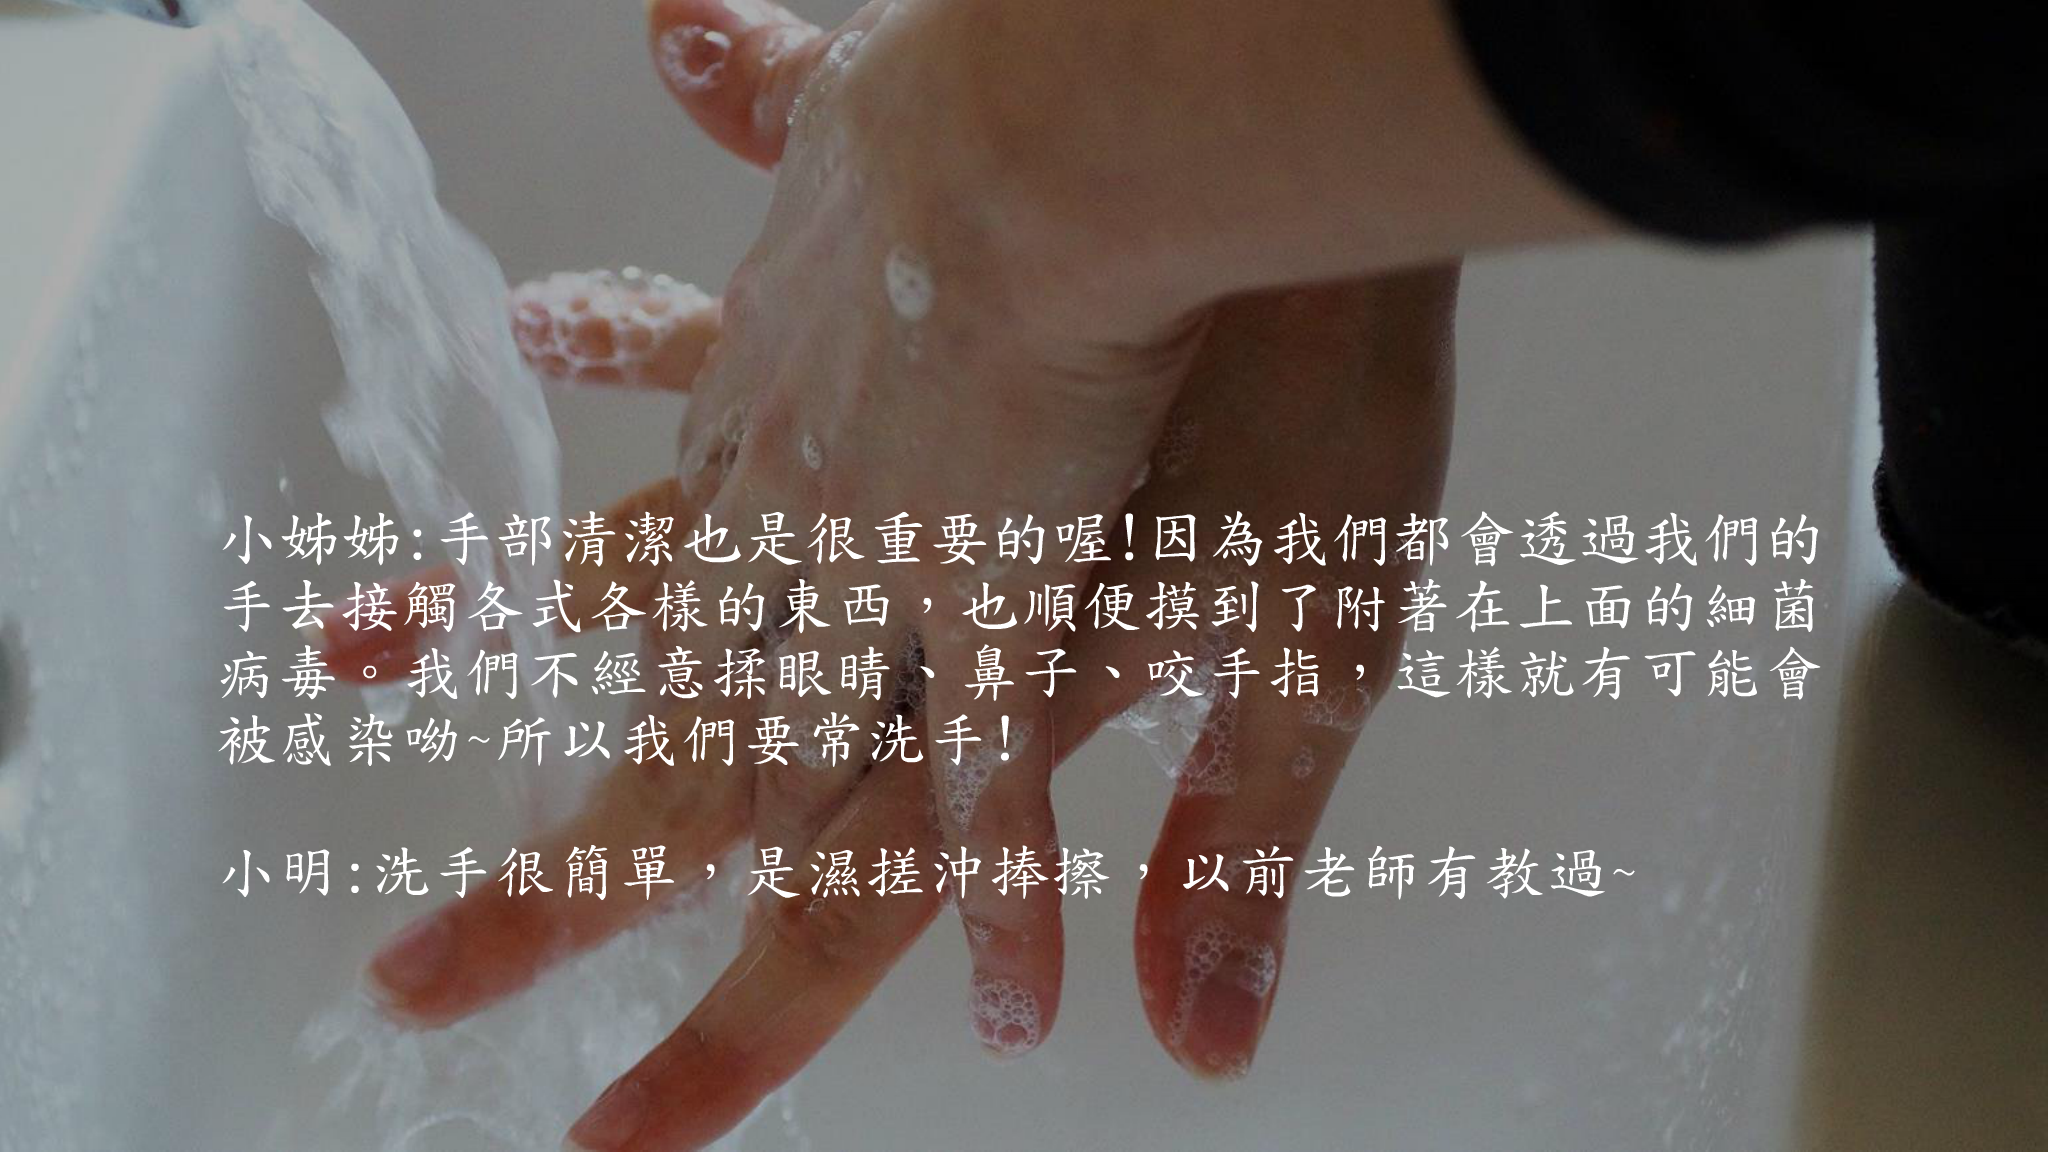 小姊姊:手部清潔也是很重要的喔!因為我們都會透過我們的
手去接觸各式各樣的東西，也順便摸到了附著在上面的細菌
病毒。我們不經意揉眼睛、鼻子、咬手指，這樣就有可能會
被感染呦~所以我們要常洗手!
小明:洗手很簡單，是濕搓沖捧擦，以前老師有教過~